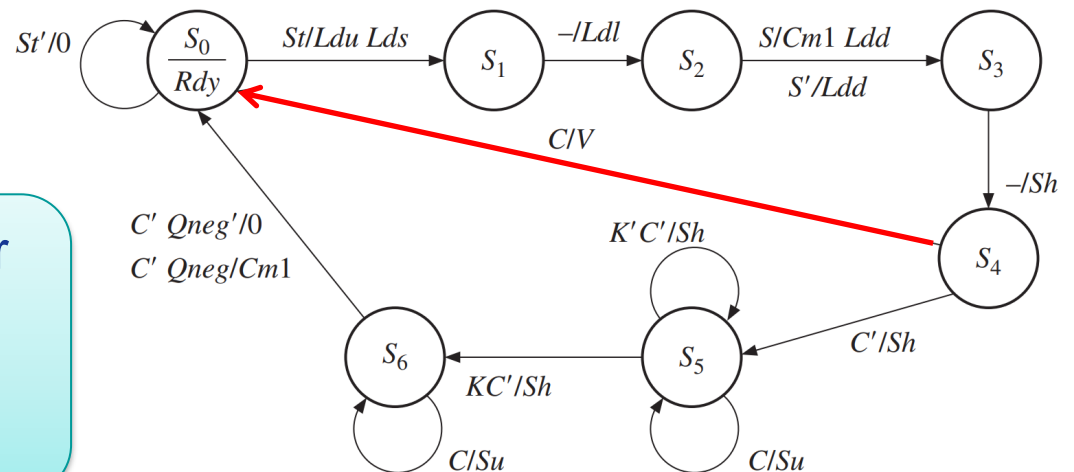 St′/0
S0
Rdy
St/Ldu Lds
S1
–/Ldl
S2
S/Cm1 Ldd
S′/Ldd
S3
C/V
–/Sh
r
C′ Qneg′/0
C′ Qneg/Cm1
K′C′/Sh
S4
S6
KC′/Sh
S5
C′/Sh
C/Su
C/Su